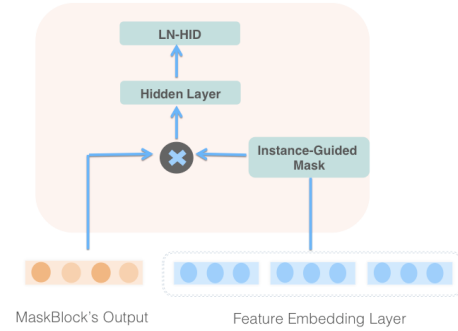 LN-HID
Hidden Layer
Instance-Guided
Mask
MaskBlock's Output
Feature Embedding Layer